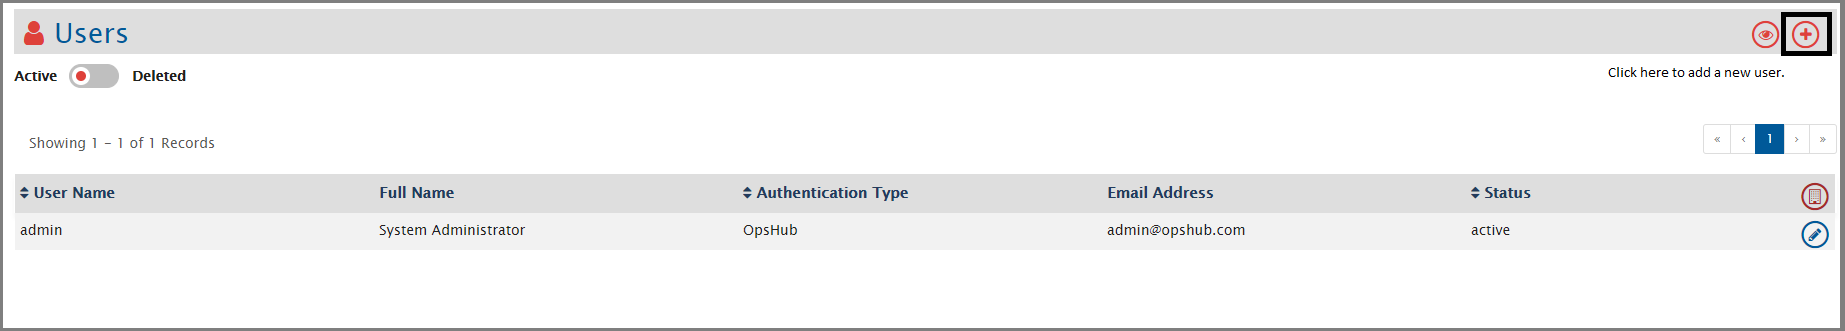 Users
Active Deleted
Click here to add a new user.
Showing 1 - 1 of 1 Records
« ‹ 1 › »
User Name Full Name Authentication Type Email Address Status
admin System Administrator OpsHub admin@opshub.com active